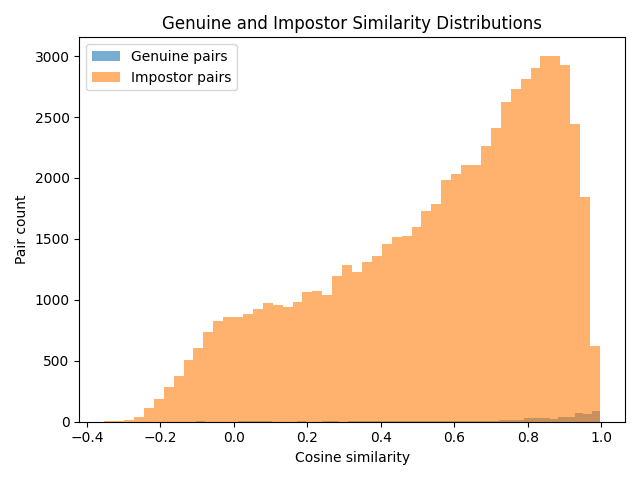 Genuine and Impostor Similarity Distributions
Genuine pairs
Impostor pairs
3000
2500
2000
1500
1000
500
0
Pair count
−0.4 −0.2 0.0 0.2 0.4 0.6 0.8 1.0
Cosine similarity